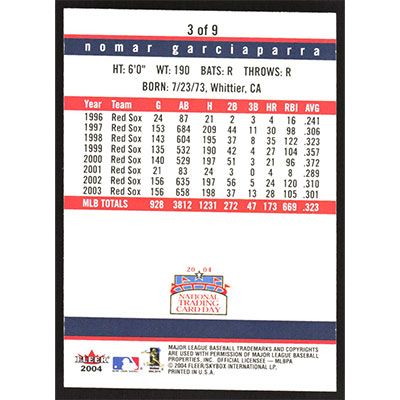 3 of 9
nomar garciaparra
HT: 6'0" WT: 190 BATS: R THROWS: R
BORN: 7/23/73, Whittier, CA
Year Team G AB H 2B 3B HR RBI AVG
1996 Red Sox 24 87 21 2 3 4 16 .241
1997 Red Sox 153 684 209 44 11 30 98 .306
1998 Red Sox 143 604 195 37 8 35 122 .323
1999 Red Sox 135 532 190 42 4 27 104 .357
2000 Red Sox 140 529 197 51 3 21 96 .372
2001 Red Sox 21 83 24 3 0 4 8 .289
2002 Red Sox 156 635 197 56 5 24 120 .310
2003 Red Sox 156 658 198 37 13 28 105 .301
MLB TOTALS 928 3812 1231 272 47 173 669 .323
2004
NATIONAL
TRADING
CARD DAY
FLEER
2004
MAJOR LEAGUE BASEBALL TRADEMARKS AND COPYRIGHTS
ARE USED WITH PERMISSION OF MAJOR LEAGUE BASEBALL
PROPERTIES, INC. OFFICIAL LICENSEE — MLBPA
© 2004 FLEER/SKYBOX INTERNATIONAL LP,
PRINTED IN U.S.A.